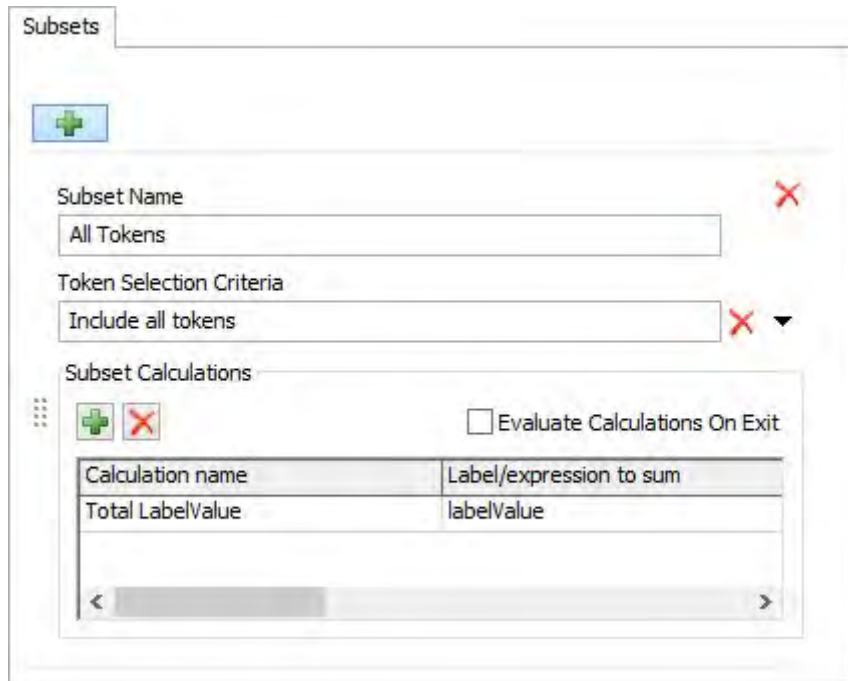 Subsets
Subset Name
All Tokens
Token Selection Criteria
Include all tokens
Subset Calculations
Evaluate Calculations On Exit
Calculation name Label/expression to sum
Total LabelValue labelValue